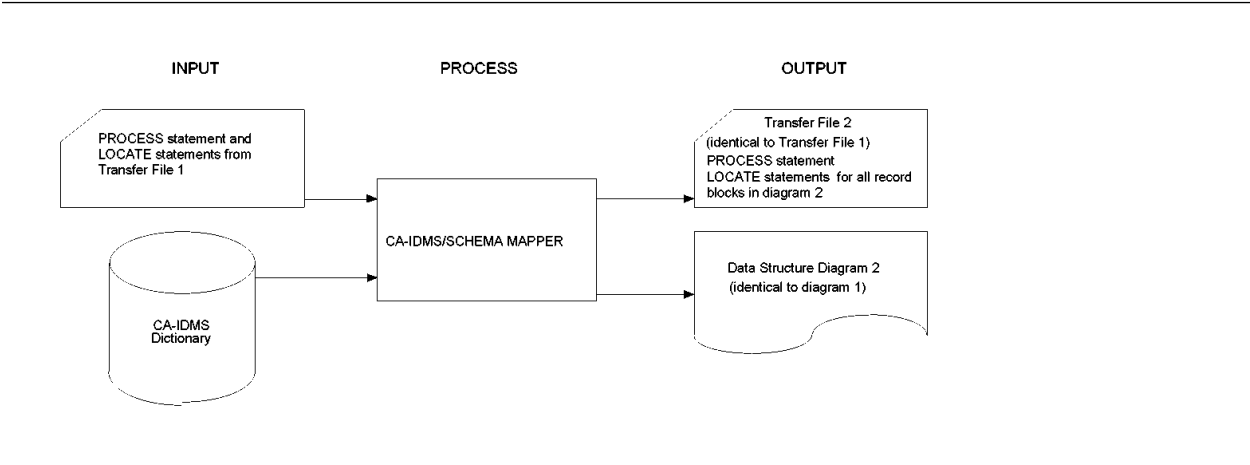 INPUT
PROCESS
OUTPUT
PROCESS statement and
LOCATE statements from
Transfer File 1
Transfer File 2
(identical to Transfer File 1)
PROCESS statement
LOCATE statements for all record
blocks in diagram 2
CA-IDMS/SCHEMA MAPPER
CA-IDMS
Dictionary
Data Structure Diagram 2
(identical to diagram 1)